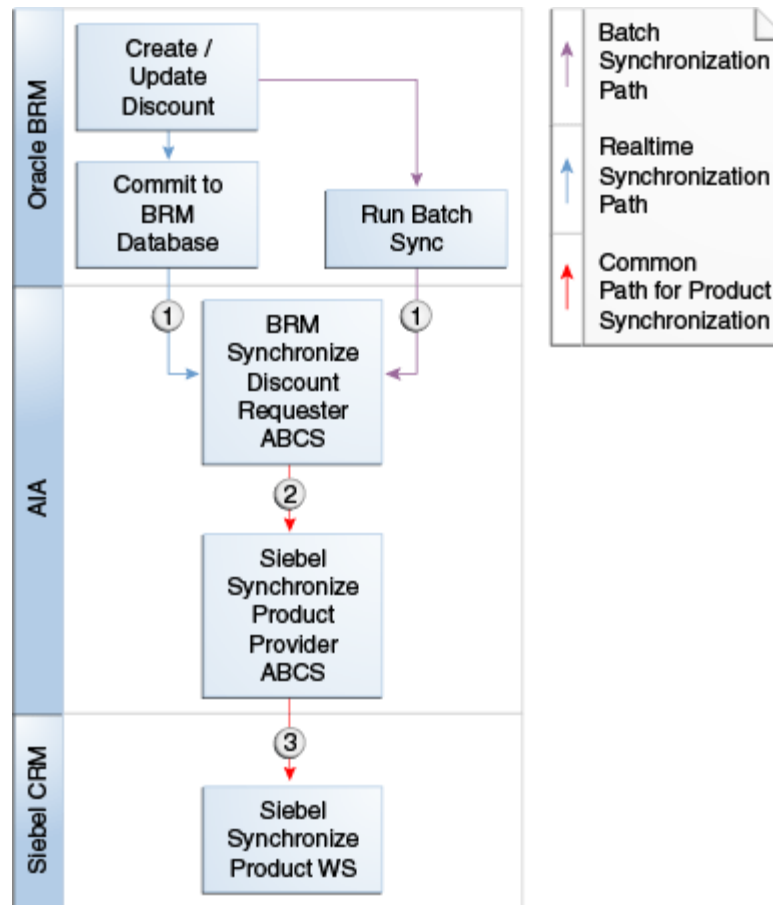 Oracle BRM
Create /
Update
Discount
Commit to
BRM
Database
Run Batch
Sync
AIA
1
1
BRM
Synchronize
Discount
Requester
ABCS
2
Siebel
Synchronize
Product
Provider
ABCS
Siebel CRM
3
Siebel
Synchronize
Product WS
Batch
Synchronization
Path
Realtime
Synchronization
Path
Common
Path for Product
Synchronization